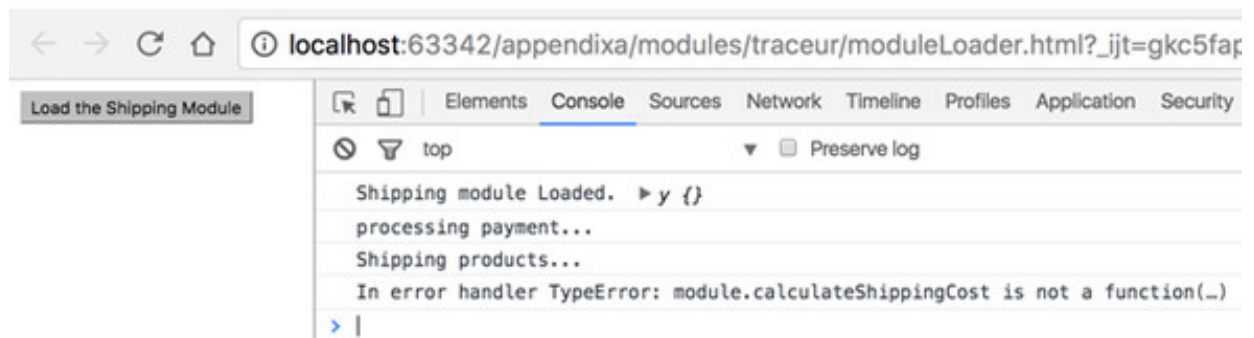 localhost:63342/appendixa/modules/traceur/moduleLoader.html?_ijt=gkc5fap
Load the Shipping Module
Elements Console Sources Network Timeline Profiles Application Security
top Preserve log
Shipping module Loaded. y {}
processing payment...
Shipping products...
In error handler TypeError: module.calculateShippingCost is not a function(…)